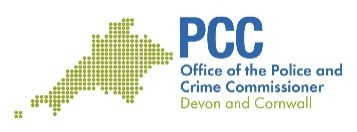 PCC
Office of the Police and
Crime Commissioner
Devon and Cornwall